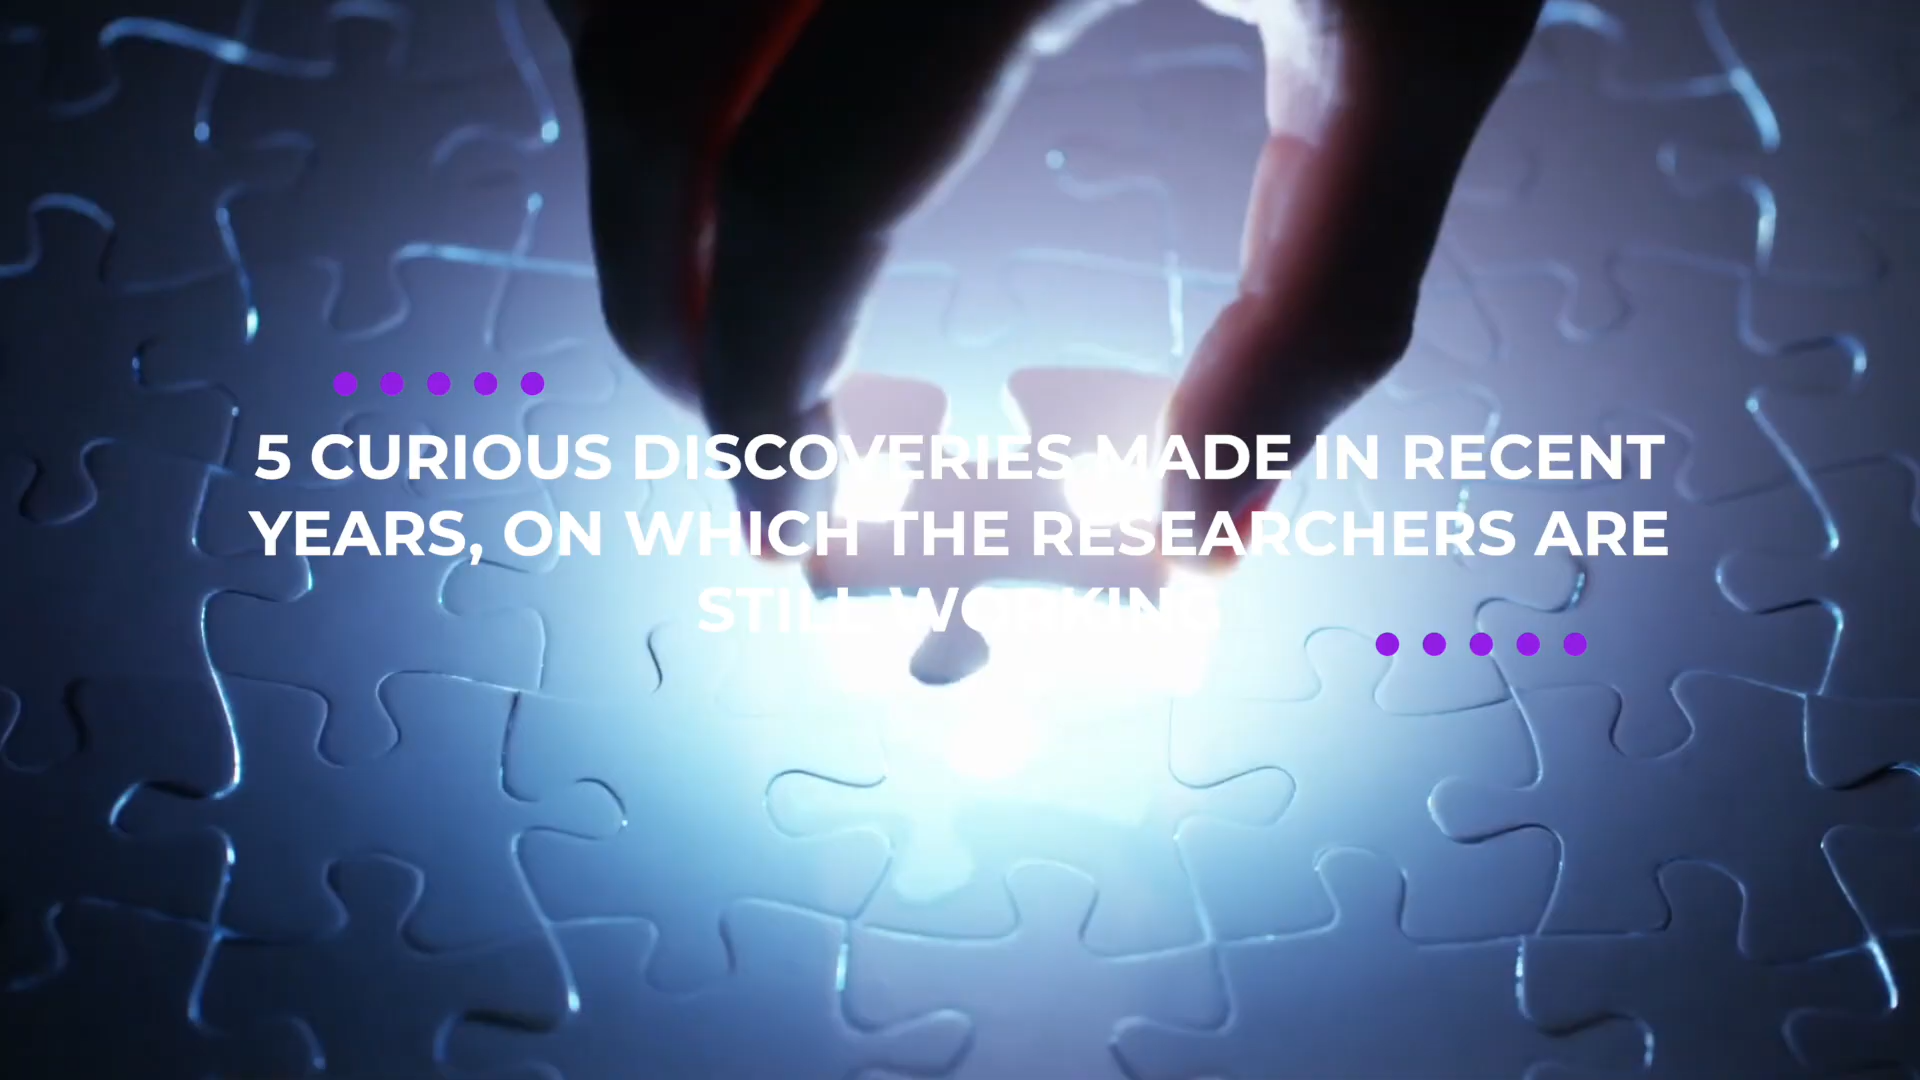 5 CURIOUS DISCOVERIES MADE IN RECENT
YEARS, ON WHICH THE RESEARCHERS ARE
STILL WORKING